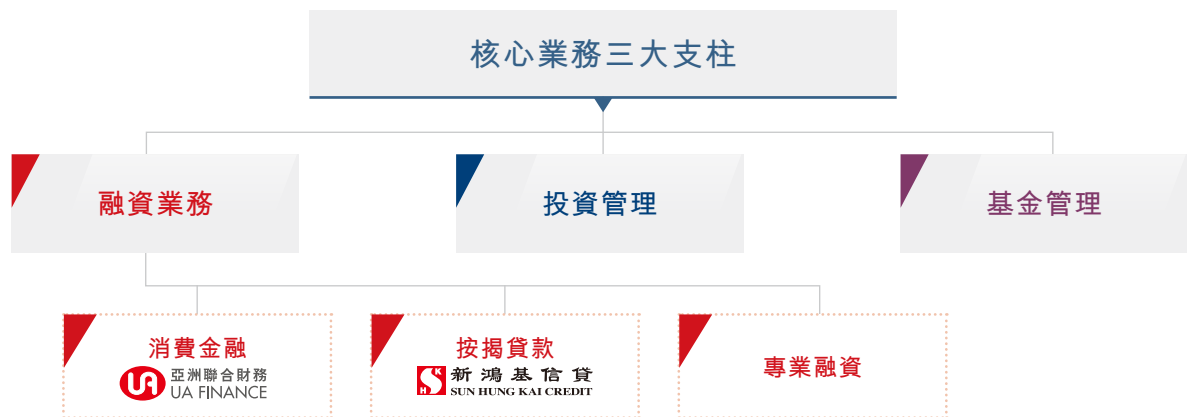 核心業務三大支柱
融資業務
投資管理
基金管理
消費金融
UA
亞洲聯合財務
UA FINANCE
按揭貸款
SHK
新鴻基信貸
SUN HUNG KAI CREDIT
專業融資